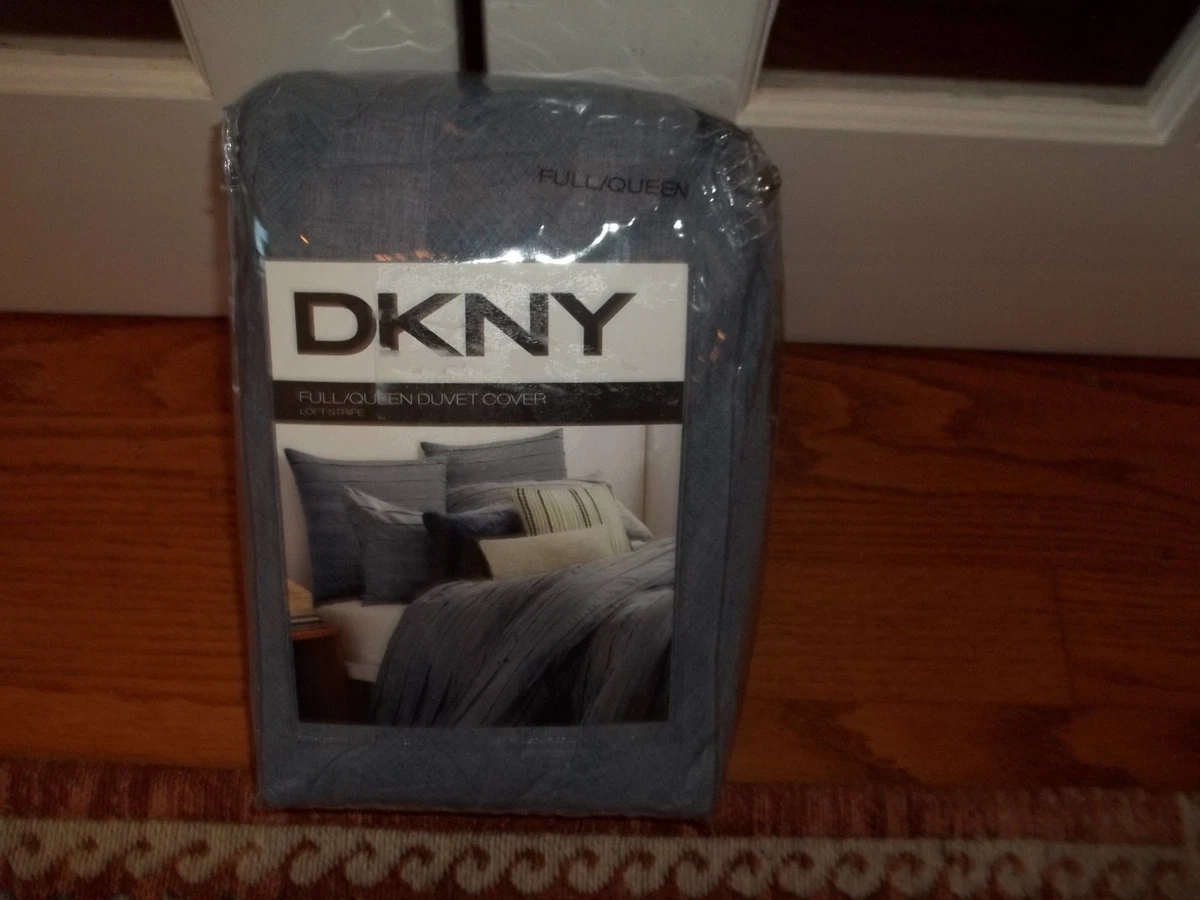 FULL/QUEEN
DKNY
FULL/QUEEN DUVET COVER
LOFT STRIPE